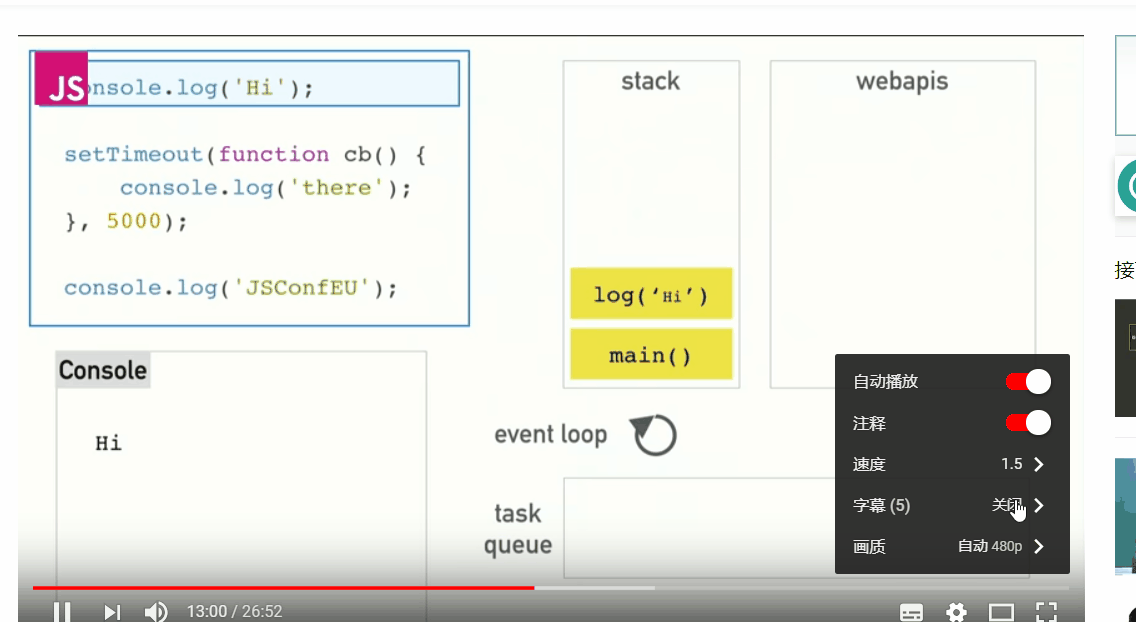 JS
nsole.log('Hi');
setTimeout(function cb() {
console.log('there');
}, 5000);
console.log('JSConfEU');
stack
webapis
log(‘Hi’)
main()
Console
Hi
event loop
task
queue
自动播放
注释
速度 1.5
字幕 (5) 关闭
画质 自动 480p
13:00 / 26:52
接